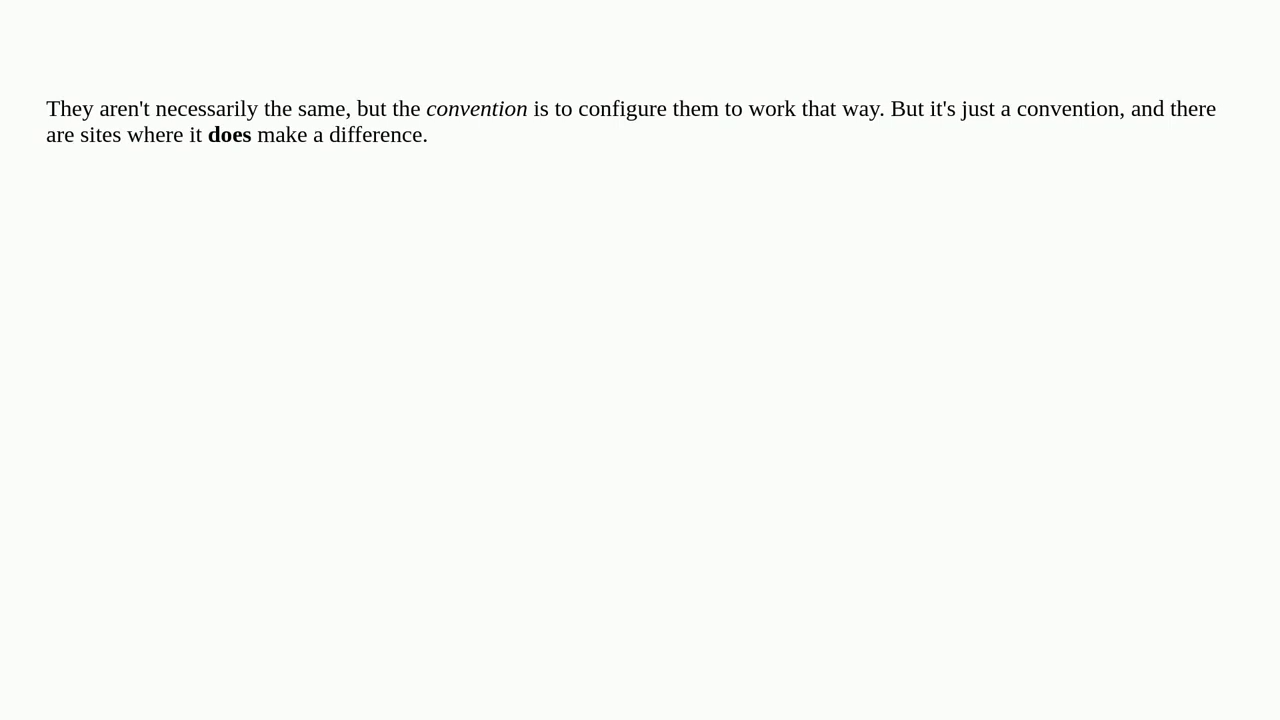 They aren't necessarily the same, but the convention is to configure them to work that way. But it's just a convention, and there
are sites where it does make a difference.